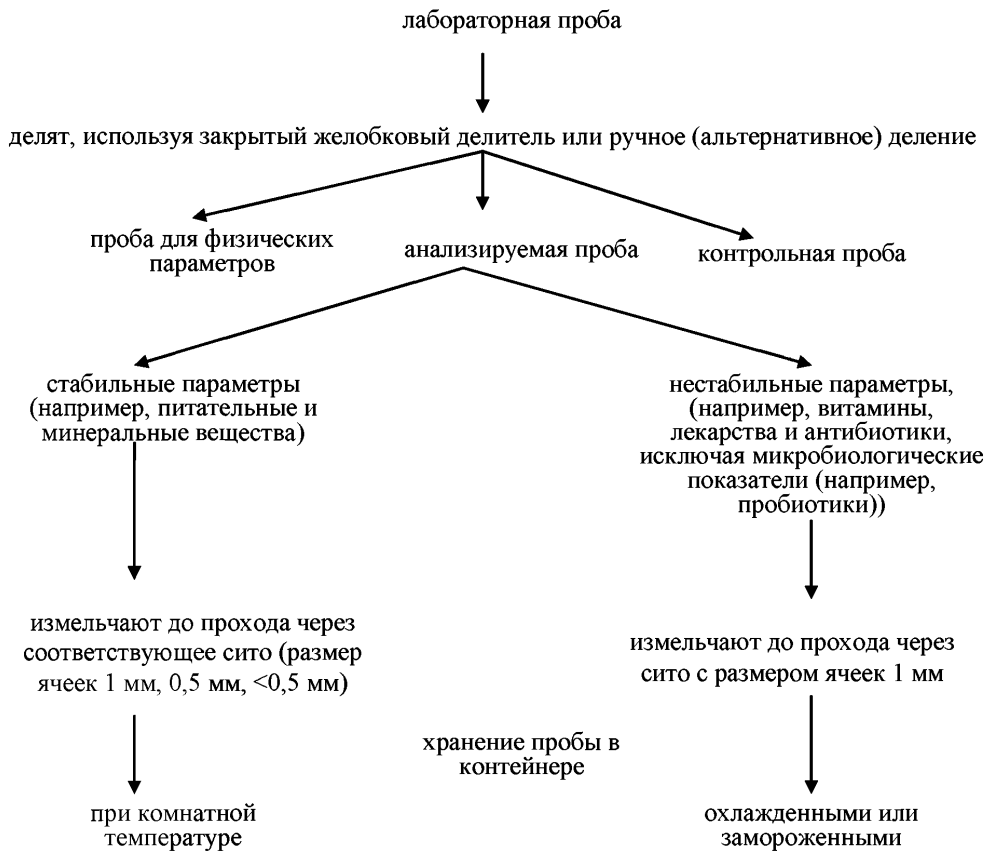 лабораторная проба
делят, используя закрытый желобковый делитель или ручное (альтернативное) деление
проба для физических
параметров
анализируемая проба
контрольная проба
стабильные параметры
(например, питательные и
минеральные вещества)
нестабильные параметры,
(например, витамины,
лекарства и антибиотики,
исключая микробиологические
показатели (например,
пробиотики))
измельчают до прохода через
соответствующее сито (размер
ячеек 1 мм, 0,5 мм, <0,5 мм)
измельчают до прохода через
сито с размером ячеек 1 мм
хранение пробы в
контейнере
при комнатной
температуре
охлажденными или
замороженными